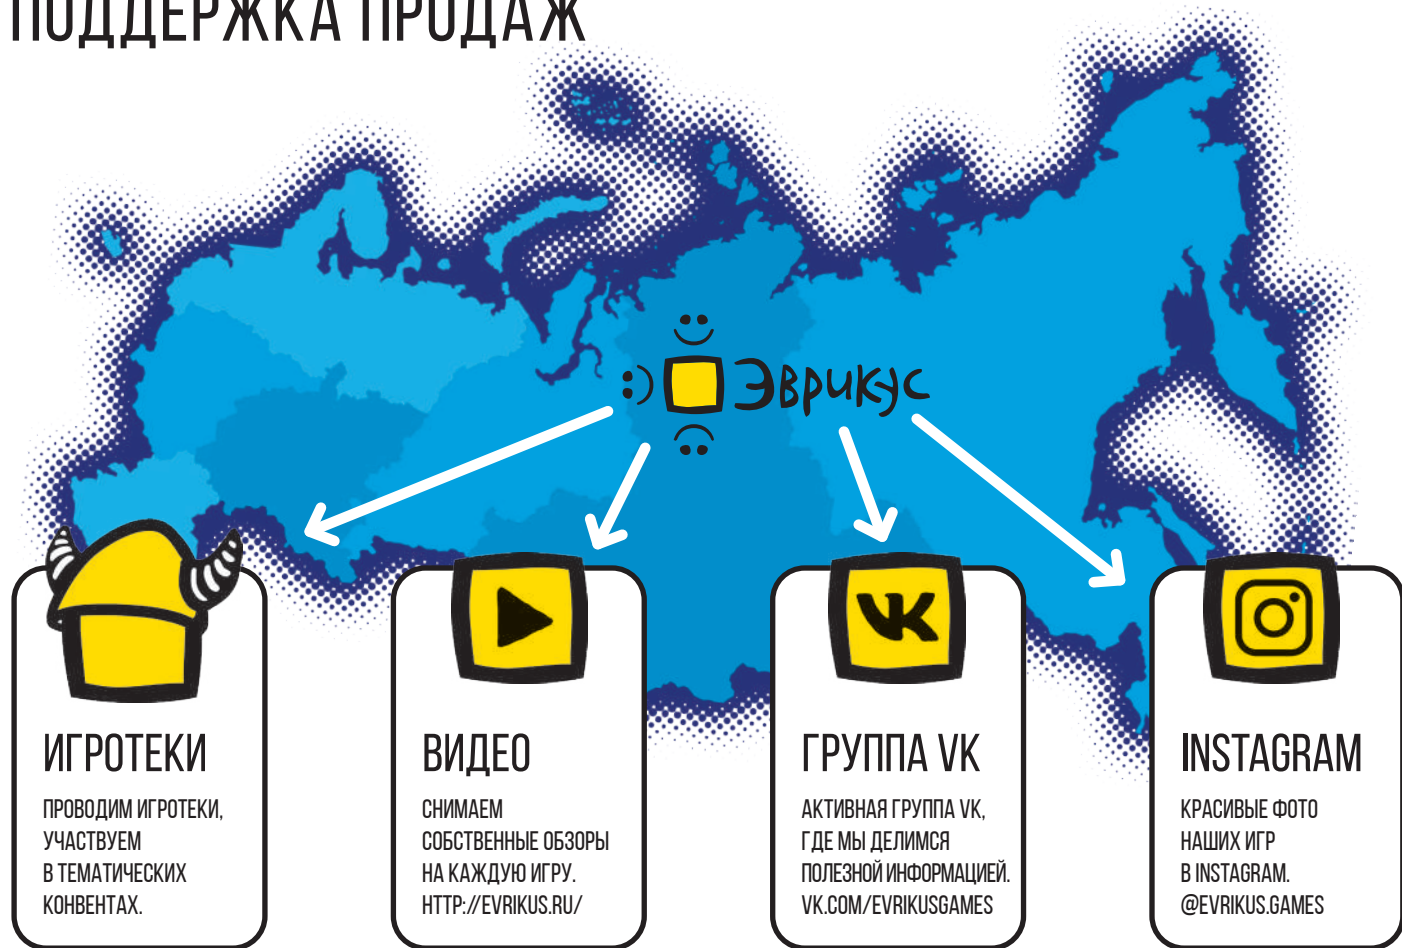 ПОДДЕРЖКА ПРОДАЖ
:) Эврикус
ИГРОТЕКИ
ПРОВОДИМ ИГРОТЕКИ,
УЧАСТВУЕМ
В ТЕМАТИЧЕСКИХ
КОНВЕНТАХ.
ВИДЕО
СНИМАЕМ
СОБСТВЕННЫЕ ОБЗОРЫ
НА КАЖДУЮ ИГРУ.
HTTP://EVRIKUS.RU/
VK
ГРУППА VK
АКТИВНАЯ ГРУППА VK,
ГДЕ МЫ ДЕЛИМСЯ
ПОЛЕЗНОЙ ИНФОРМАЦИЕЙ.
VK.COM/EVRIKUSGAMES
INSTAGRAM
КРАСИВЫЕ ФОТО
НАШИХ ИГР
В INSTAGRAM.
@EVRIKUS.GAMES